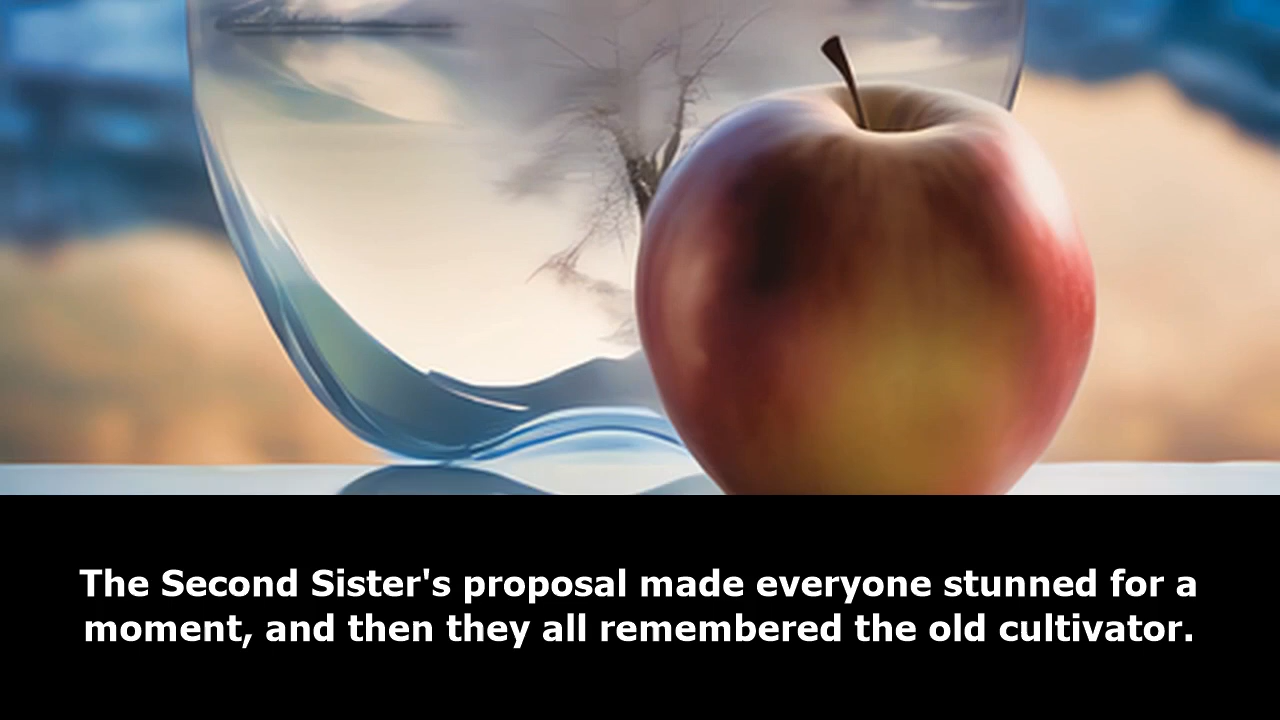 The Second Sister's proposal made everyone stunned for a
moment, and then they all remembered the old cultivator.